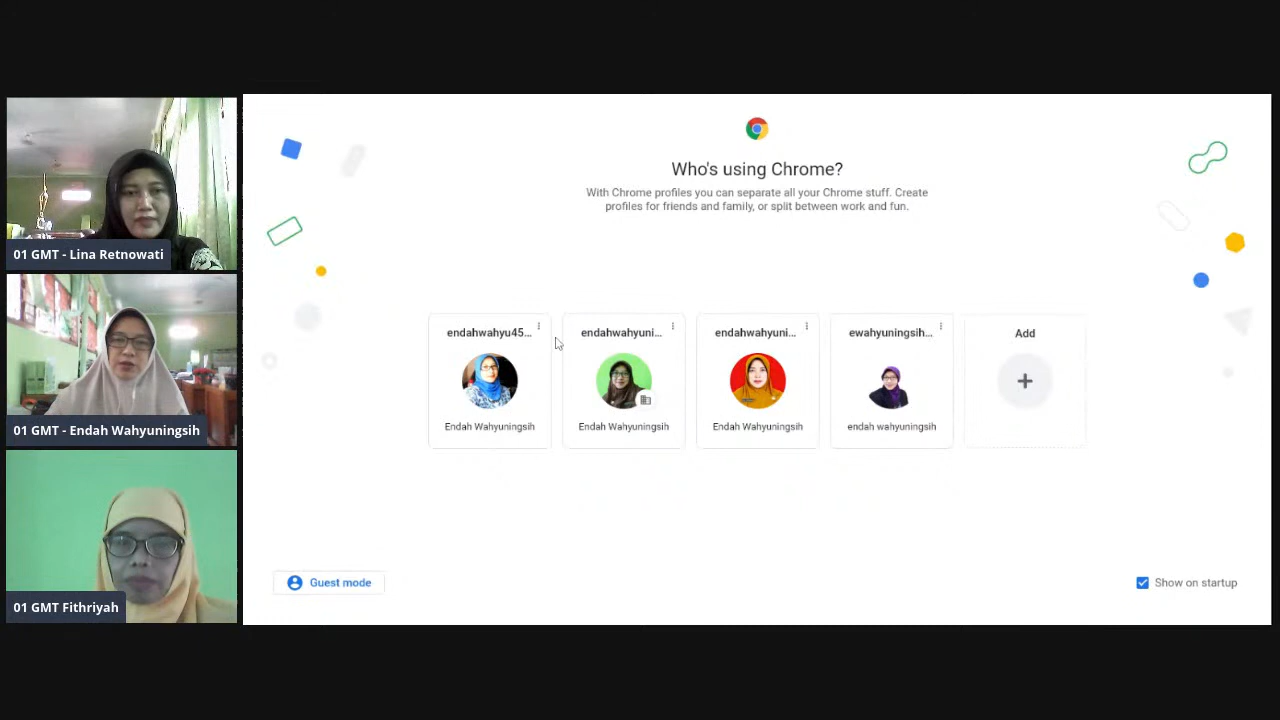 01 GMT - Lina Retnowati
01 GMT - Endah Wahyuningsih
01 GMT Fithriyah
Who's using Chrome?
With Chrome profiles you can separate all your Chrome stuff. Create
profiles for friends and family, or split between work and fun.
endahwahyu45...
Endah Wahyuningsih
endahwahyuni...
Endah Wahyuningsih
endahwahyuni...
Endah Wahyuningsih
ewahyuningsih...
endah wahyuningsih
Add
Guest mode
Show on startup